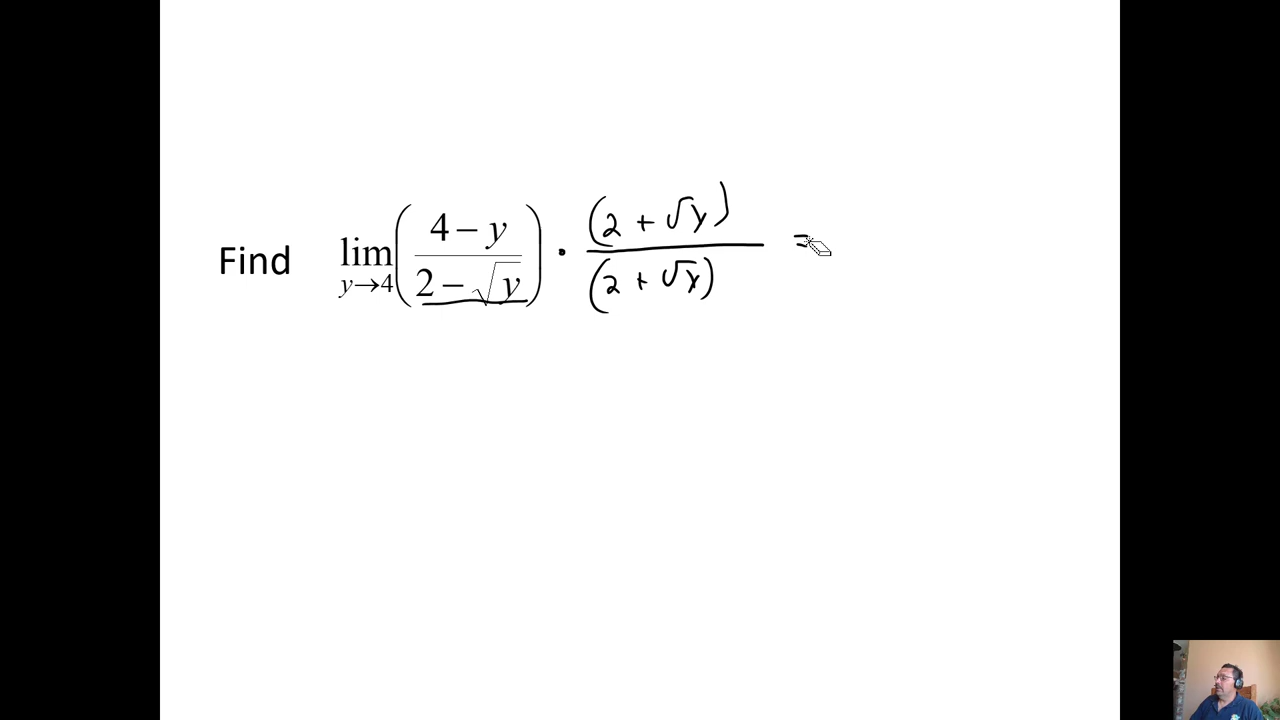 Find lim y→4 ( (4 − y) / (2 − √y) ) · (2 + √y) / (2 + √y) =